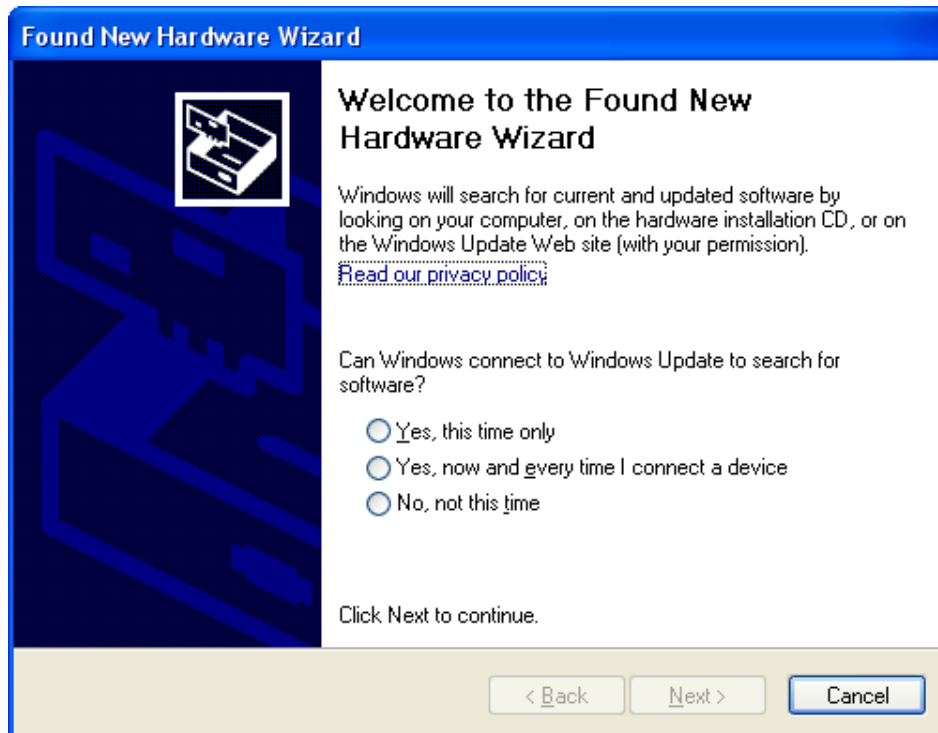 Found New Hardware Wizard
Welcome to the Found New
Hardware Wizard
Windows will search for current and updated software by
looking on your computer, on the hardware installation CD, or on
the Windows Update Web site (with your permission).
Read our privacy policy
Can Windows connect to Windows Update to search for
software?
Yes, this time only
Yes, now and every time I connect a device
No, not this time
Click Next to continue.
< Back Next > Cancel